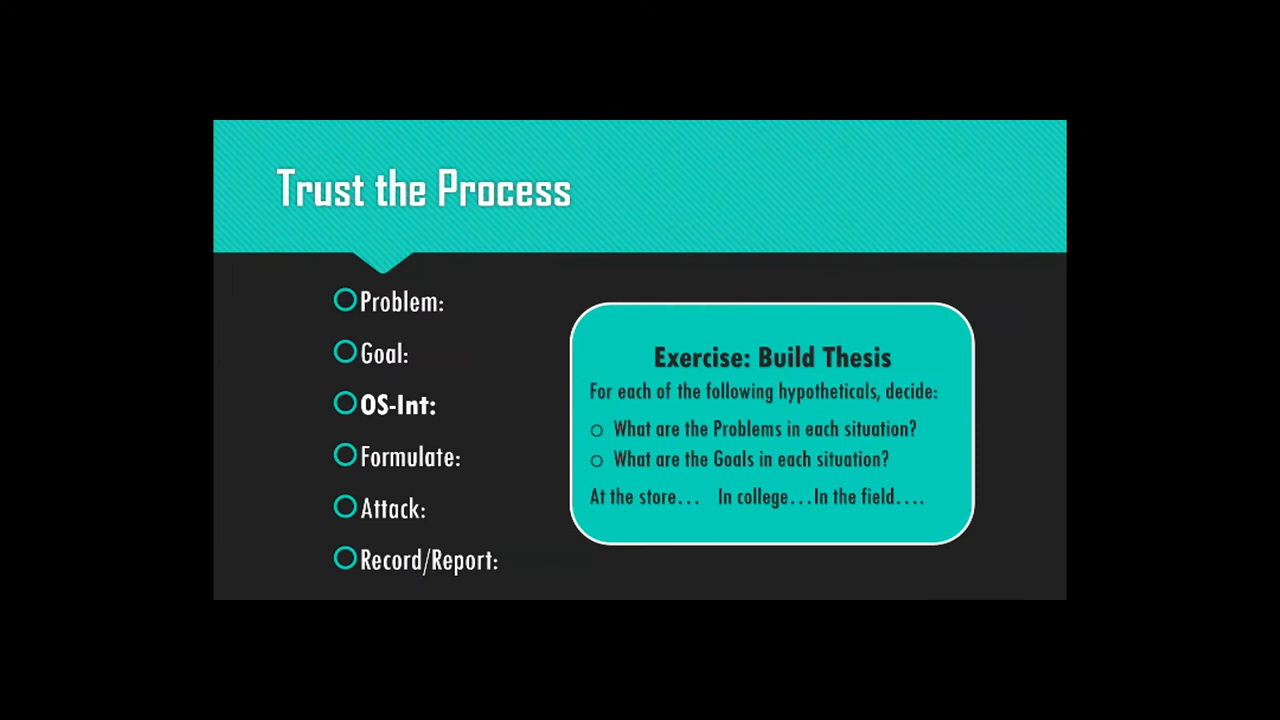 Trust the Process
Problem:
Goal:
OS-Int:
Formulate:
Attack:
Record/Report:
Exercise: Build Thesis
For each of the following hypotheticals, decide:
What are the Problems in each situation?
What are the Goals in each situation?
At the store... In college...In the field....